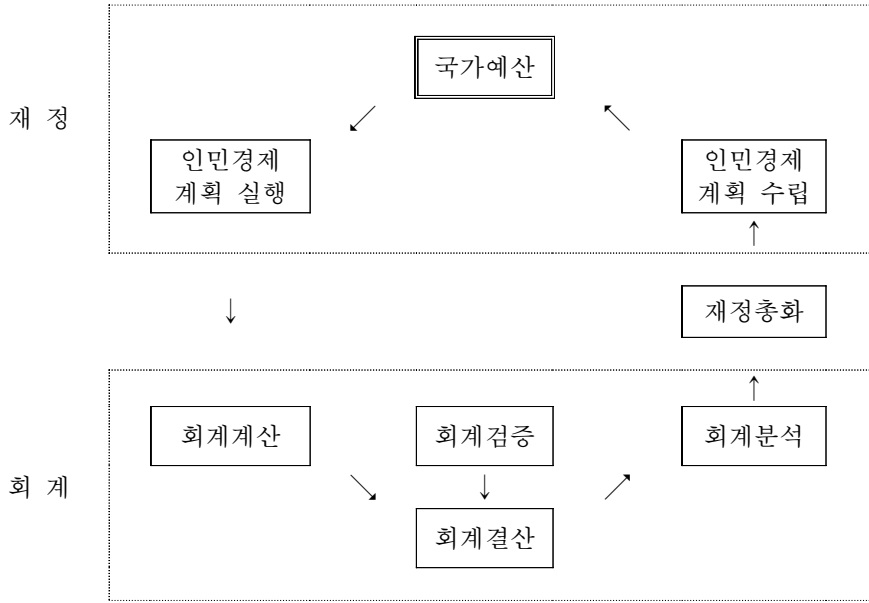 국가예산
재 정
인민경제
계획 실행
인민경제
계획 수립
재정총화
회계계산
회계검증
회계분석
회 계
회계결산